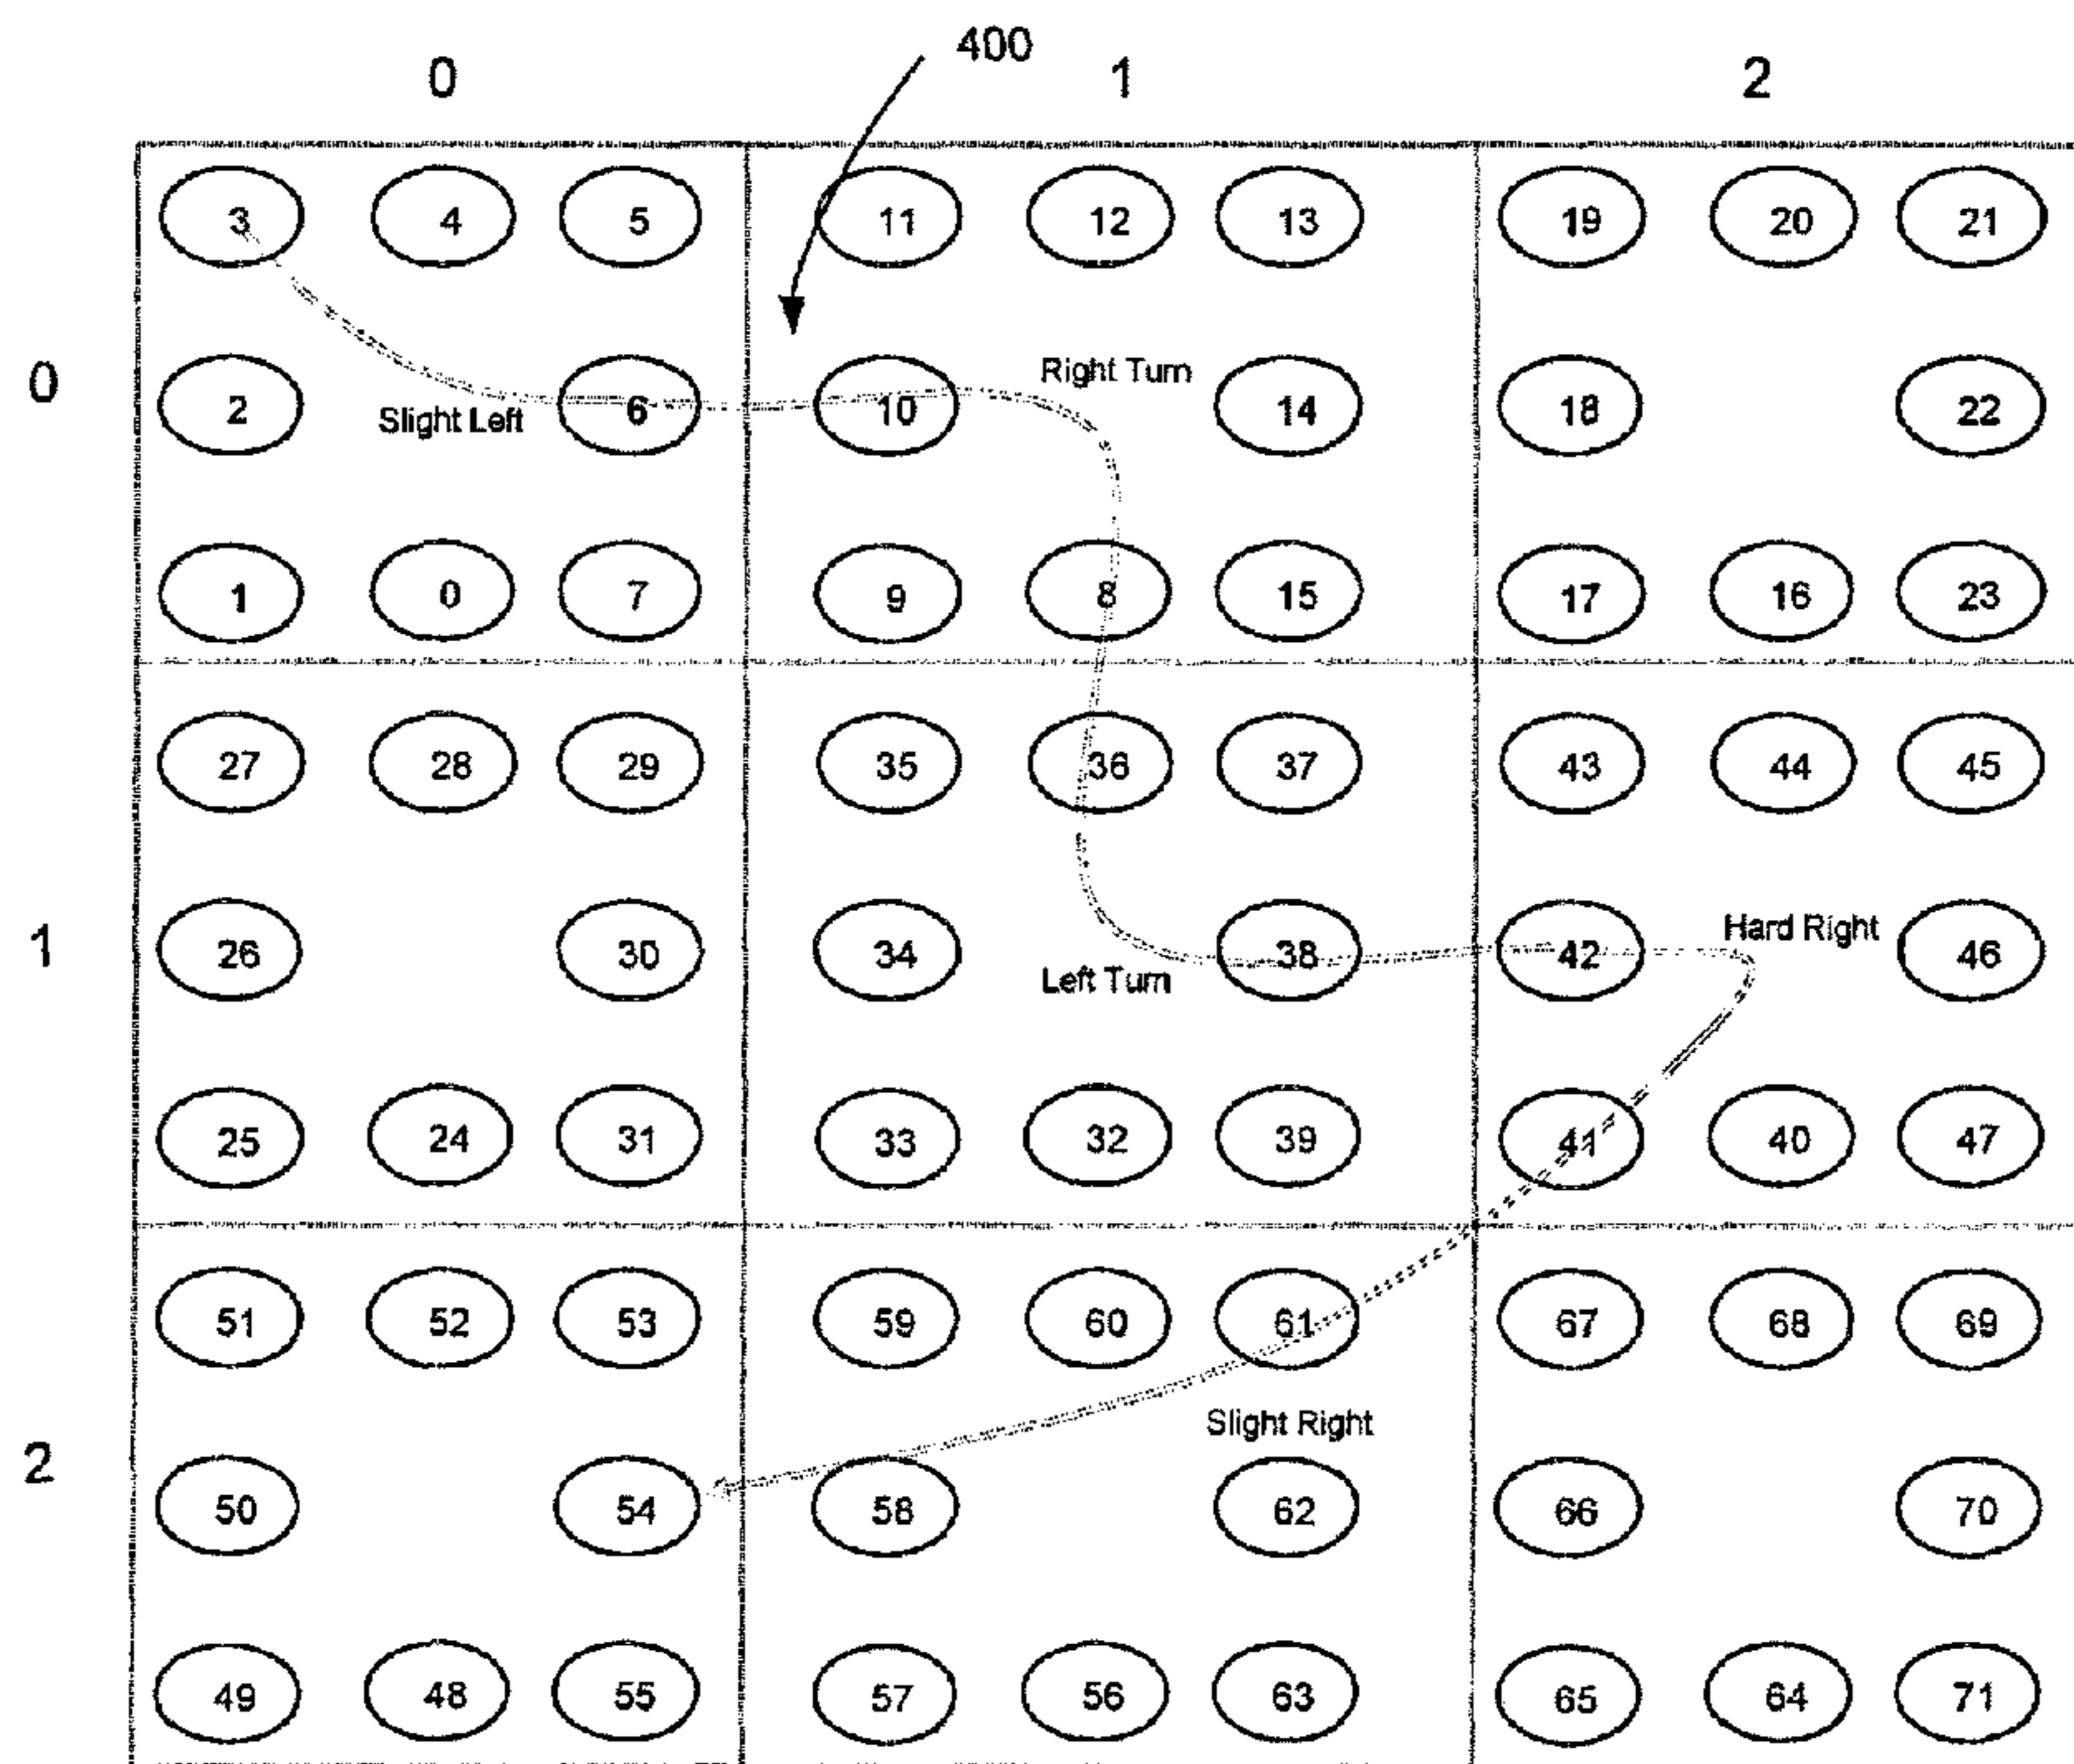 400
0 1 2
3 4 5 11 12 13 19 20 21
Right Turn
0 2 Slight Left 6 10 14 18 22
1 0 7 9 8 15 17 16 23
27 28 29 35 36 37 43 44 45
Hard Right
1 26 30 34 38 42 46
Left Turn
25 24 31 33 32 39 41 40 47
51 52 53 59 60 61 67 68 69
Slight Right
2 50 54 58 62 66 70
49 48 55 57 56 63 65 64 71